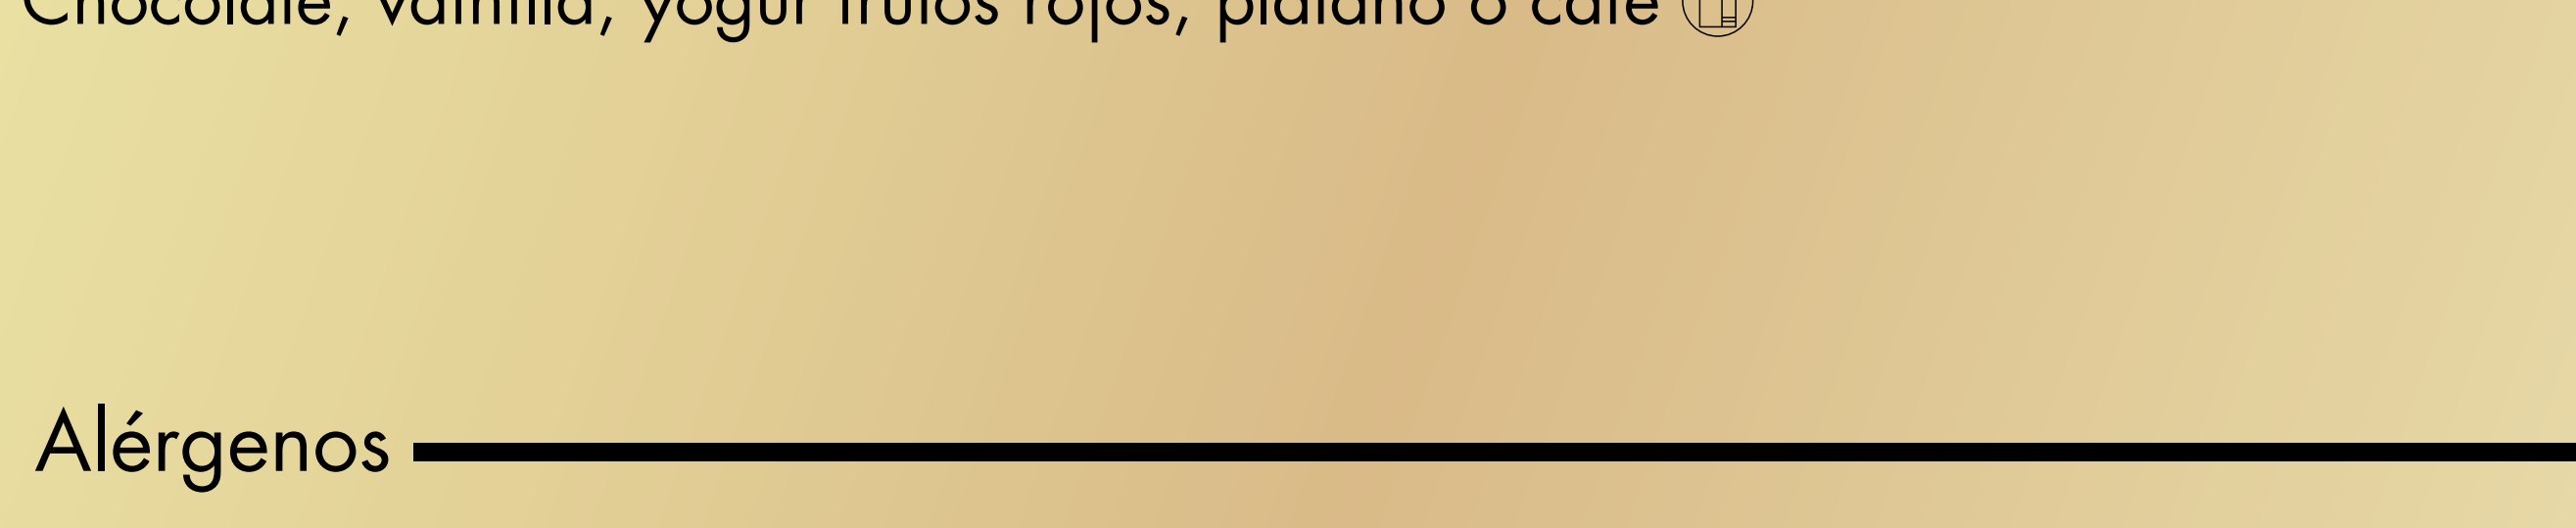 Chocolate, vainilla, yogur frutos rojos, plátano o café
Alérgenos